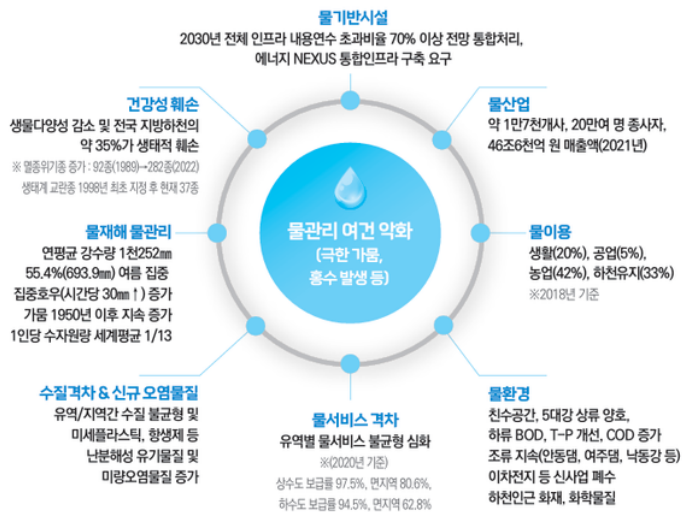 물기반시설
2030년 전체 인프라 내용연수 초과비율 70% 이상 전망 통합처리,
에너지 NEXUS 통합인프라 구축 요구
건강성 훼손
생물다양성 감소 및 전국 지방하천의
약 35%가 생태적 훼손
※ 멸종위기종 증가 : 92종(1989)→282종(2022)
생태계 교란종 1998년 최초 지정 후 현재 37종
물산업
약 1만7천개사, 20만여 명 종사자,
46조6천억 원 매출액(2021년)
물관리 여건 악화
(극한 가뭄,
홍수 발생 등)
물재해 물관리
연평균 강수량 1천252㎜
55.4%(693.9㎜) 여름 집중
집중호우(시간당 30㎜↑) 증가
가뭄 1950년 이후 지속 증가
1인당 수자원량 세계평균 1/13
물이용
생활(20%), 공업(5%),
농업(42%), 하천유지(33%)
※2018년 기준
수질격차 & 신규 오염물질
유역/지역간 수질 불균형 및
미세플라스틱, 항생제 등
난분해성 유기물질 및
미량오염물질 증가
물서비스 격차
유역별 물서비스 불균형 심화
※(2020년 기준)
상수도 보급률 97.5%, 면지역 80.6%,
하수도 보급률 94.5%, 면지역 62.8%
물환경
친수공간, 5대강 상류 양호,
하류 BOD, T-P 개선, COD 증가
조류 지속(안동댐, 여주댐, 낙동강 등)
이차전지 등 신사업 폐수
하천인근 화재, 화학물질